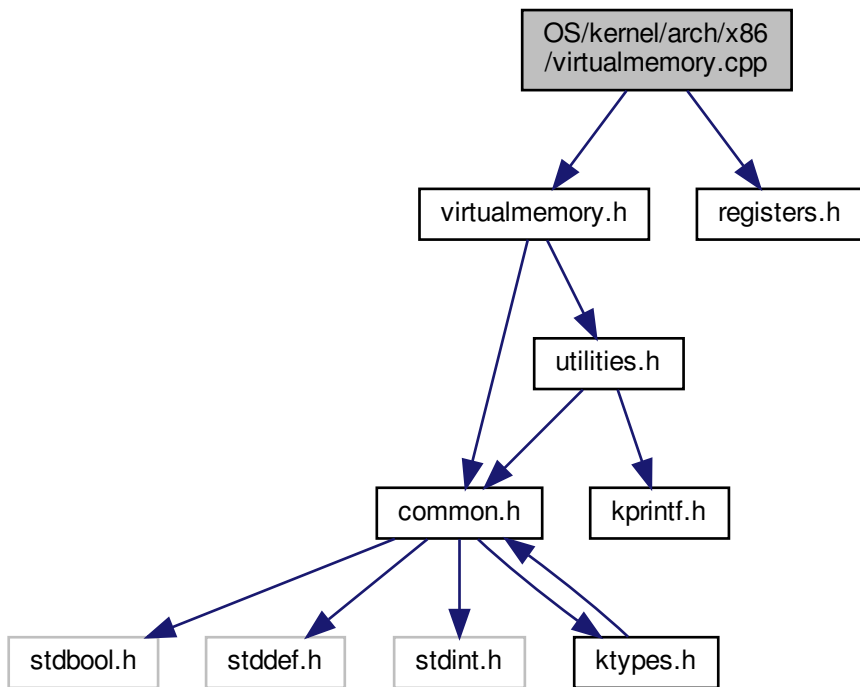 OS/kernel/arch/x86
/virtualmemory.cpp
virtualmemory.h
registers.h
utilities.h
common.h
kprintf.h
stdbool.h
stddef.h
stdint.h
ktypes.h